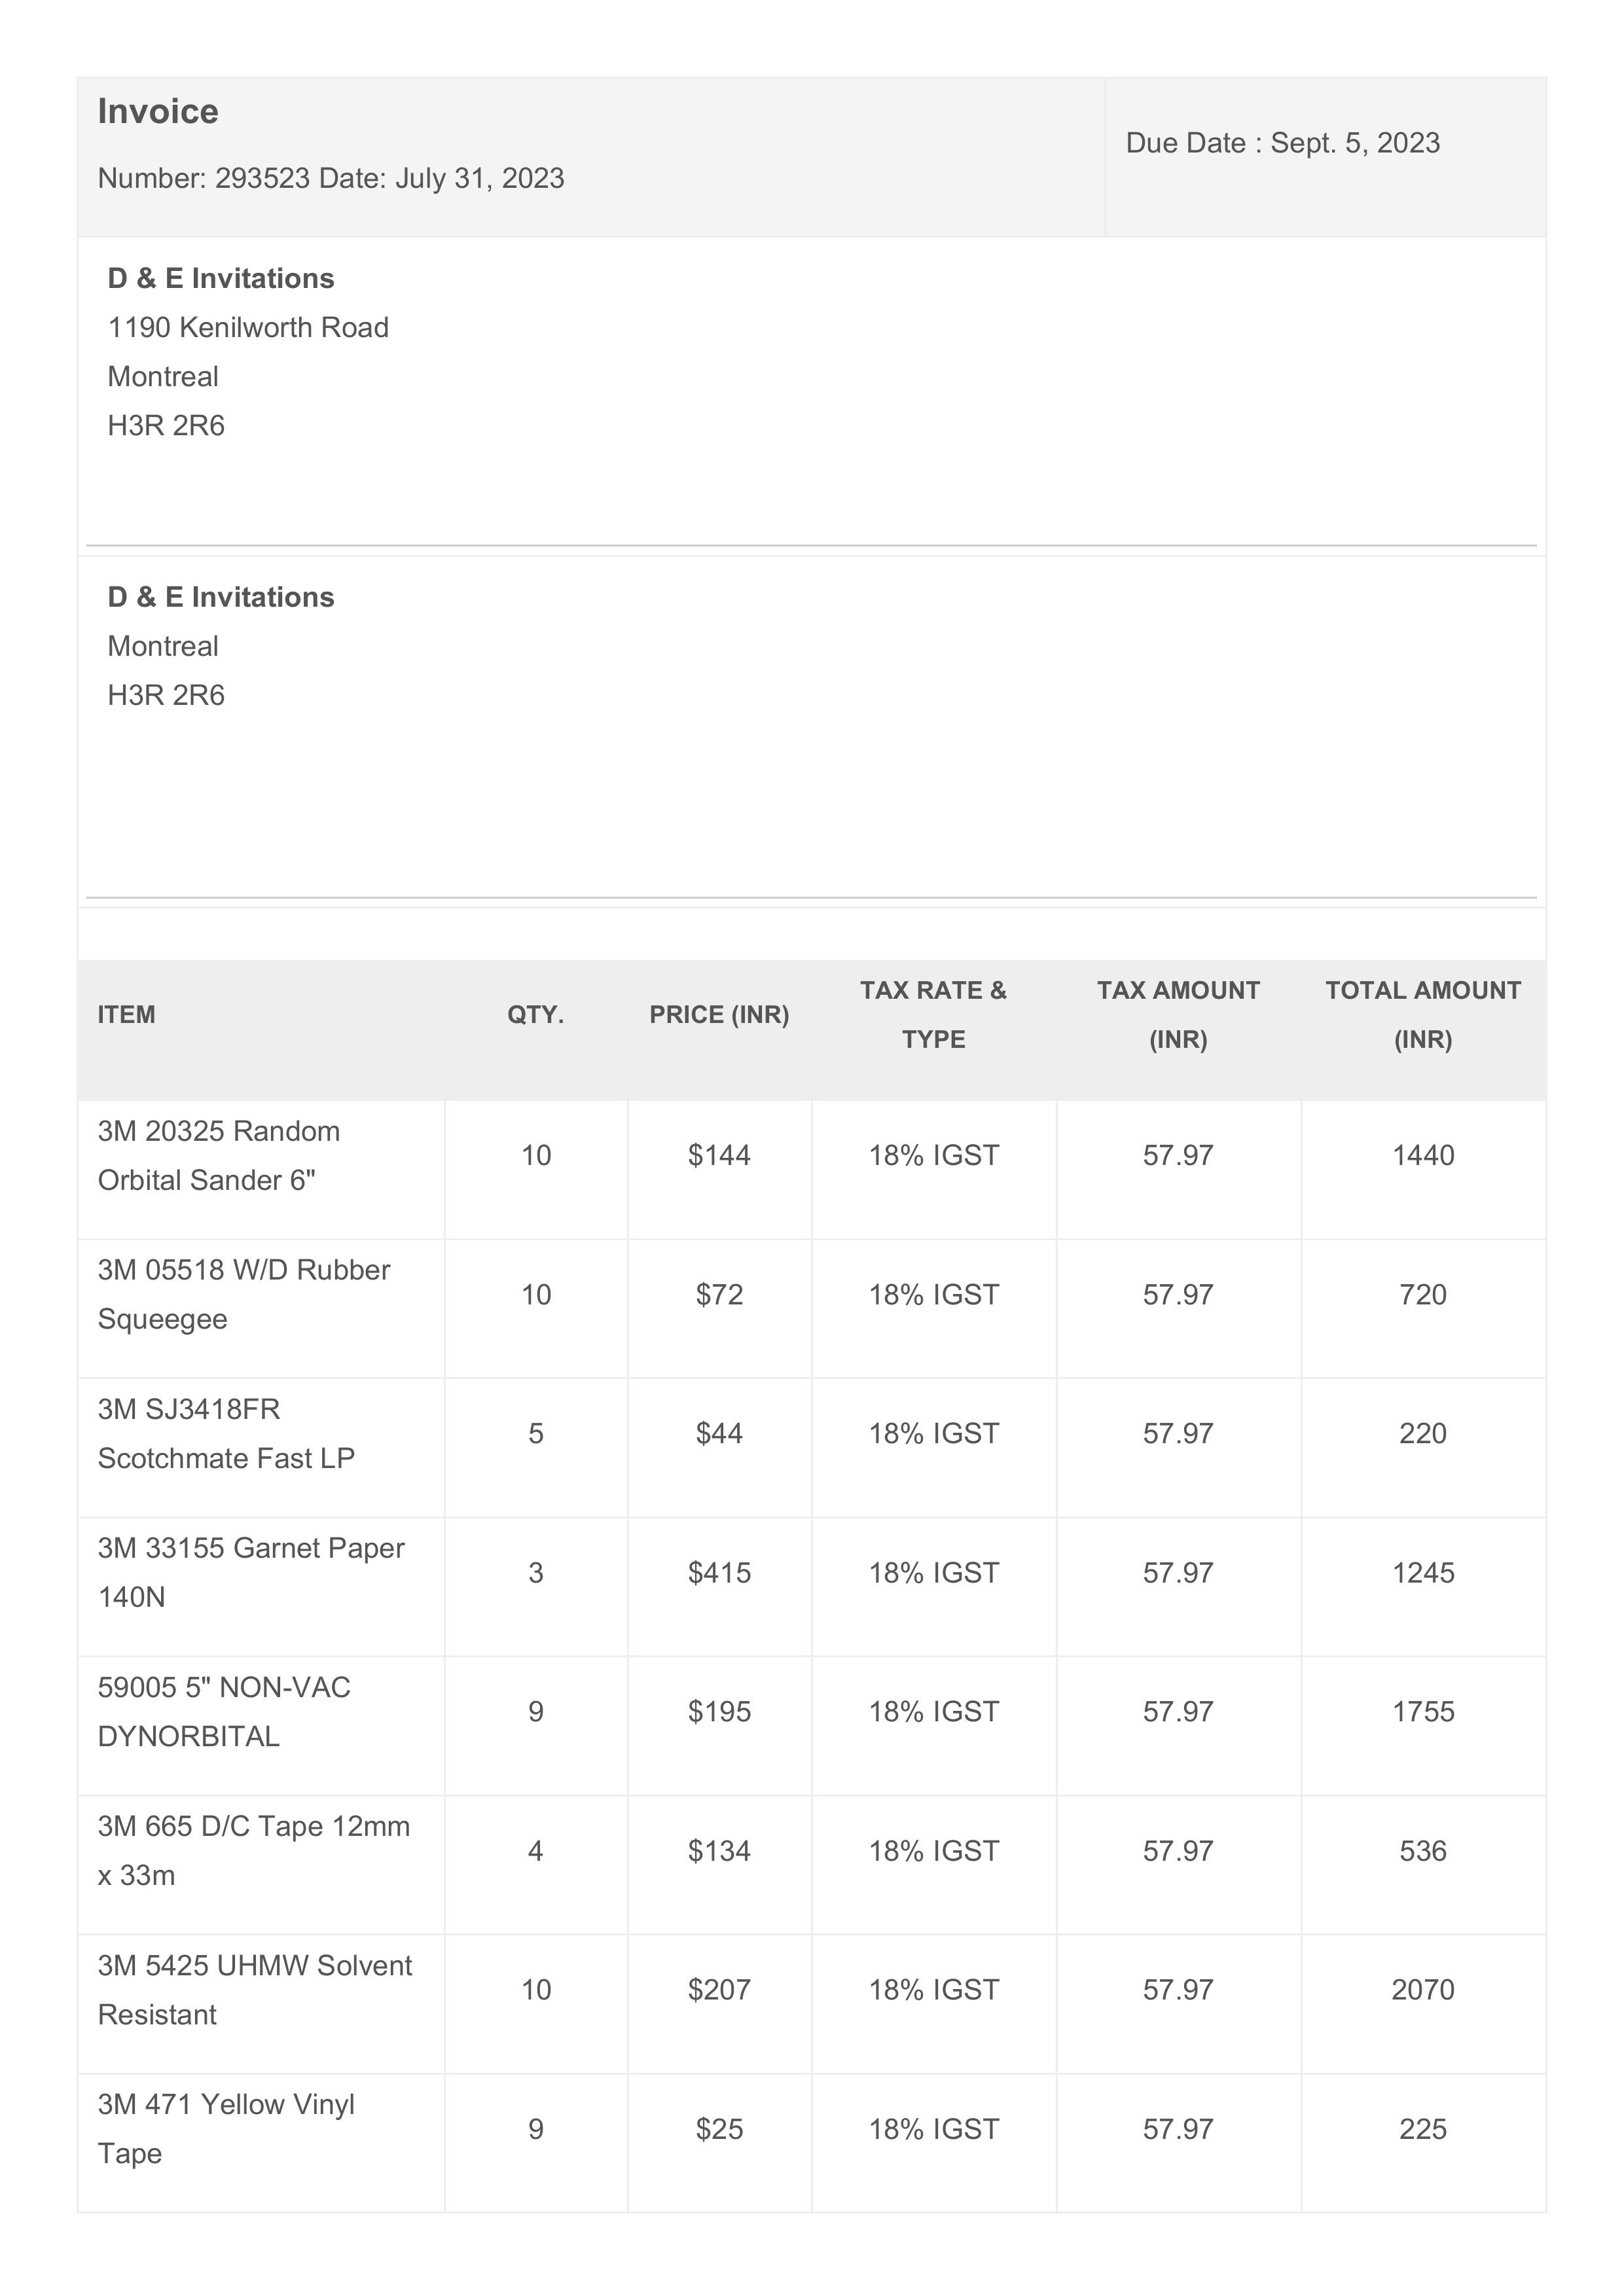 Invoice
Number: 293523 Date: July 31, 2023
Due Date : Sept. 5, 2023
D & E Invitations
1190 Kenilworth Road
Montreal
H3R 2R6
D & E Invitations
Montreal
H3R 2R6
ITEM QTY. PRICE (INR) TAX RATE & TYPE TAX AMOUNT (INR) TOTAL AMOUNT (INR)
3M 20325 Random
Orbital Sander 6" 10 $144 18% IGST 57.97 1440
3M 05518 W/D Rubber
Squeegee 10 $72 18% IGST 57.97 720
3M SJ3418FR
Scotchmate Fast LP 5 $44 18% IGST 57.97 220
3M 33155 Garnet Paper
140N 3 $415 18% IGST 57.97 1245
59005 5" NON-VAC
DYNORBITAL 9 $195 18% IGST 57.97 1755
3M 665 D/C Tape 12mm
x 33m 4 $134 18% IGST 57.97 536
3M 5425 UHMW Solvent
Resistant 10 $207 18% IGST 57.97 2070
3M 471 Yellow Vinyl
Tape 9 $25 18% IGST 57.97 225